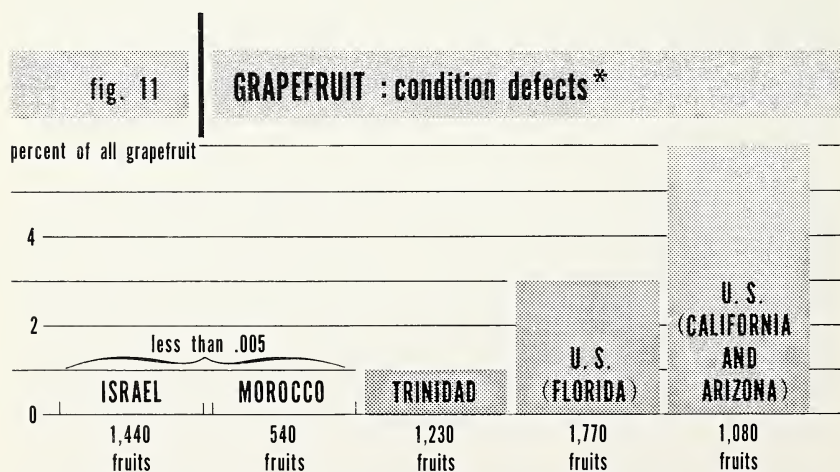 fig. 11
GRAPEFRUIT : condition defects*
percent of all grapefruit
4
2
less than .005
ISRAEL
MOROCCO
TRINIDAD
U. S.
(FLORIDA)
U. S.
(CALIFORNIA
AND
ARIZONA)
0
1,440
fruits
540
fruits
1,230
fruits
1,770
fruits
1,080
fruits